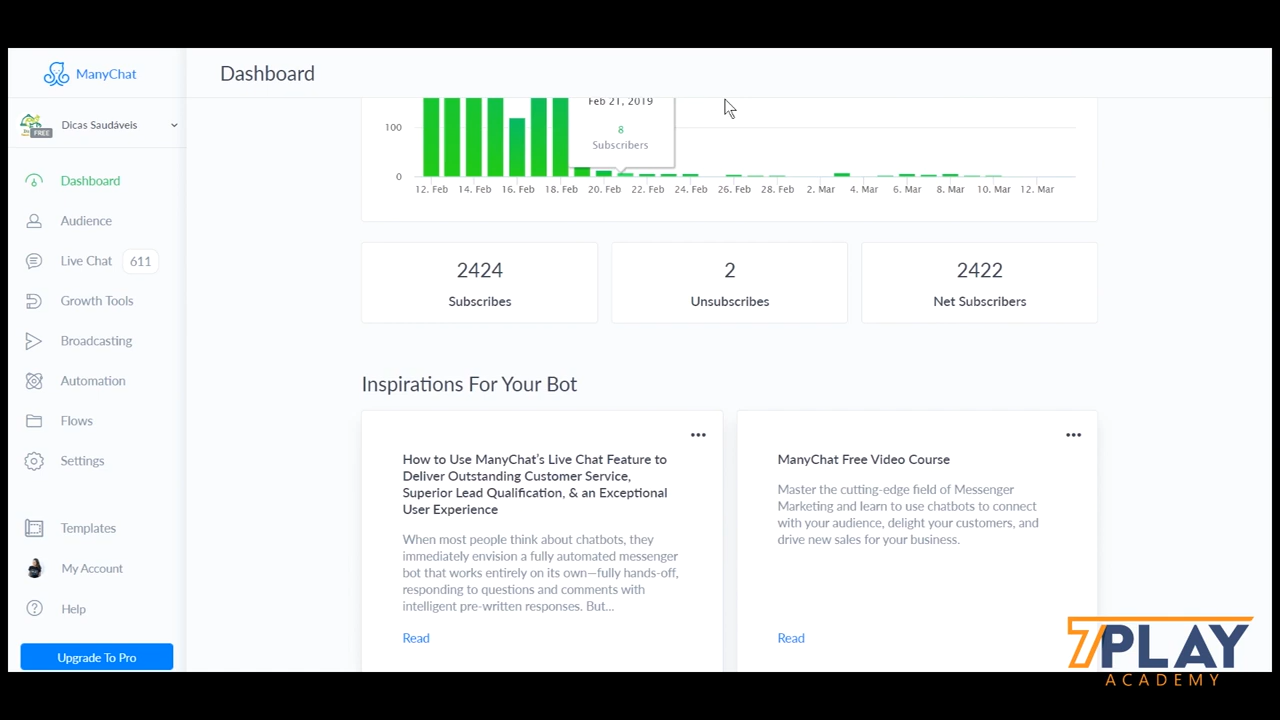 ManyChat
Dashboard
Dicas Saudáveis
FREE
Dashboard
Audience
Live Chat 611
Growth Tools
Broadcasting
Automation
Flows
Settings
Templates
My Account
Help
Upgrade To Pro
Feb 21, 2019
8
Subscribers
100
0
12. Feb 14. Feb 16. Feb 18. Feb 20. Feb 22. Feb 24. Feb 26. Feb 28. Feb 2. Mar 4. Mar 6. Mar 8. Mar 10. Mar 12. Mar
2424
Subscribes
2
Unsubscribes
2422
Net Subscribers
Inspirations For Your Bot
How to Use ManyChat’s Live Chat Feature to
Deliver Outstanding Customer Service,
Superior Lead Qualification, & an Exceptional
User Experience
When most people think about chatbots, they
immediately envision a fully automated messenger
bot that works entirely on its own—fully hands-off,
responding to questions and comments with
intelligent pre-written responses. But...
Read
ManyChat Free Video Course
Master the cutting-edge field of Messenger
Marketing and learn to use chatbots to connect
with your audience, delight your customers, and
drive new sales for your business.
Read
7PLAY
ACADEMY